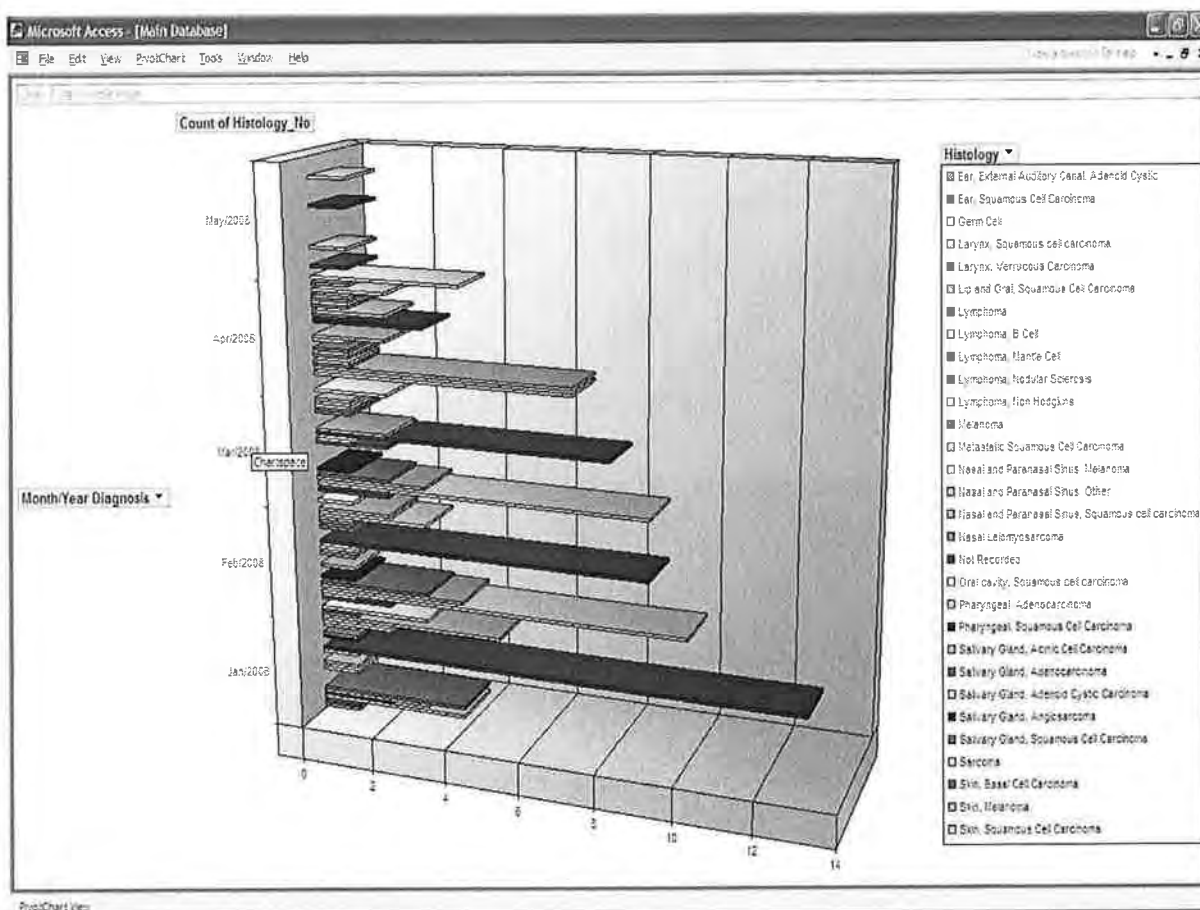 Microsoft Access - [Main Database]
File Edit View PivotChart Tools Window Help
Count of Histology_No
May/2008
Apr/2008
Mar/2008
Chartspace
Month/Year Diagnosis
Feb/2008
Jan/2008
0
2
4
6
8
10
12
14
Histology
Ear, External Auditory Canal, Adenoid Cystic
Ear, Squamous Cell Carcinoma
Germ Cell
Larynx, Squamous cell carcinoma
Larynx, Verrucous Carcinoma
Lip and Oral, Squamous Cell Carcinoma
Lymphoma
Lymphoma, B Cell
Lymphoma, Mantle Cell
Lymphoma, Nodular Sclerosis
Lymphoma, Non Hodgkins
Melanoma
Metastatic Squamous Cell Carcinoma
Nasal and Paranasal Sinus, Melanoma
Nasal and Paranasal Sinus, Other
Nasal and Paranasal Sinus, Squamous cell carcinoma
Nasal Leiomyosarcoma
Not Recorded
Oral cavity, Squamous cell carcinoma
Pharyngeal, Adenocarcinoma
Pharyngeal, Squamous Cell Carcinoma
Salivary Gland, Acinic Cell Carcinoma
Salivary Gland, Adenocarcinoma
Salivary Gland, Adenoid Cystic Carcinoma
Salivary Gland, Angiosarcoma
Salivary Gland, Squamous Cell Carcinoma
Sarcoma
Skin, Basal Cell Carcinoma
Skin, Melanoma
Skin, Squamous Cell Carcinoma
PivotChart View